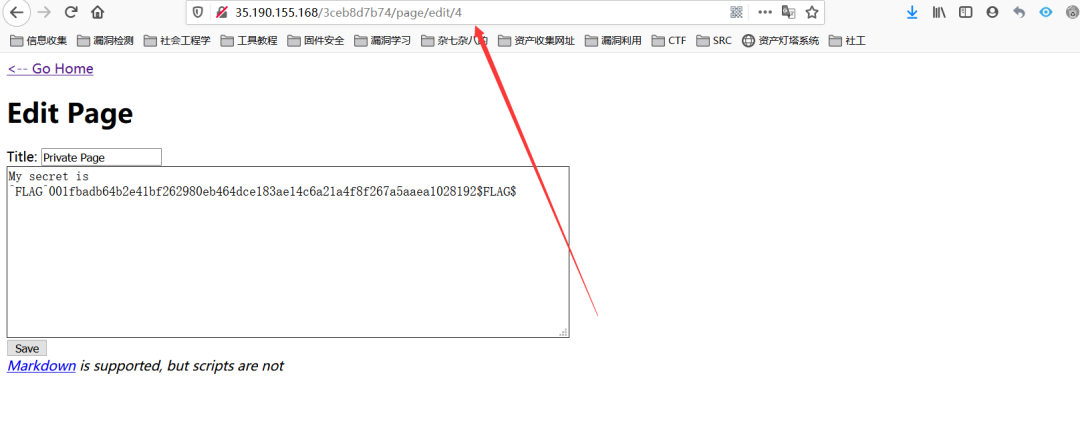 35.190.155.168/3ceb8d7b74/page/edit/4
信息收集 漏洞检测 社会工程学 工具教程 固件安全 漏洞学习 杂七杂八的 资产收集网址 漏洞利用 CTF SRC 资产灯塔系统 社工
<-- Go Home
Edit Page
Title: Private Page
My secret is
^FLAG^001fbadb64b2e41bf262980eb464dce183ae14c6a21a4f8f267a5aaea1028192$FLAG$
Save
Markdown is supported, but scripts are not